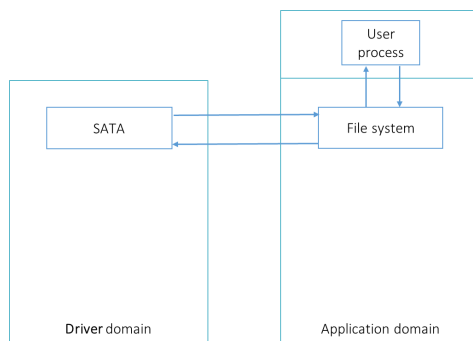 User
process
SATA
File system
Driver domain
Application domain